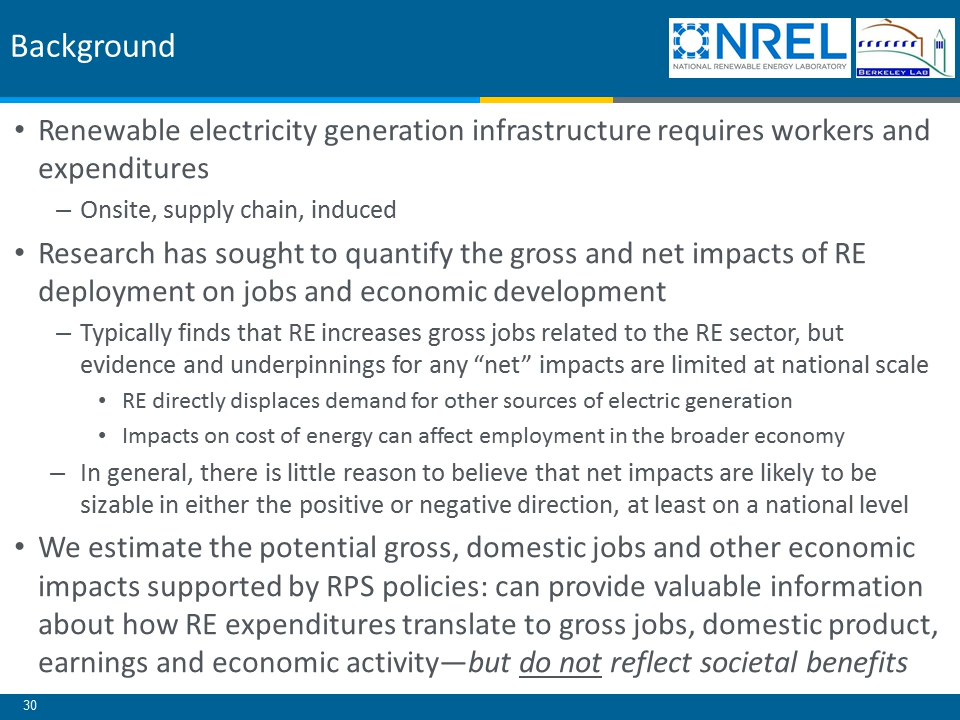 Background
NREL
NATIONAL RENEWABLE ENERGY LABORATORY
BERKELEY LAB
• Renewable electricity generation infrastructure requires workers and
expenditures
– Onsite, supply chain, induced
• Research has sought to quantify the gross and net impacts of RE
deployment on jobs and economic development
– Typically finds that RE increases gross jobs related to the RE sector, but
evidence and underpinnings for any “net” impacts are limited at national scale
• RE directly displaces demand for other sources of electric generation
• Impacts on cost of energy can affect employment in the broader economy
– In general, there is little reason to believe that net impacts are likely to be
sizable in either the positive or negative direction, at least on a national level
• We estimate the potential gross, domestic jobs and other economic
impacts supported by RPS policies: can provide valuable information
about how RE expenditures translate to gross jobs, domestic product,
earnings and economic activity—but do not reflect societal benefits
30